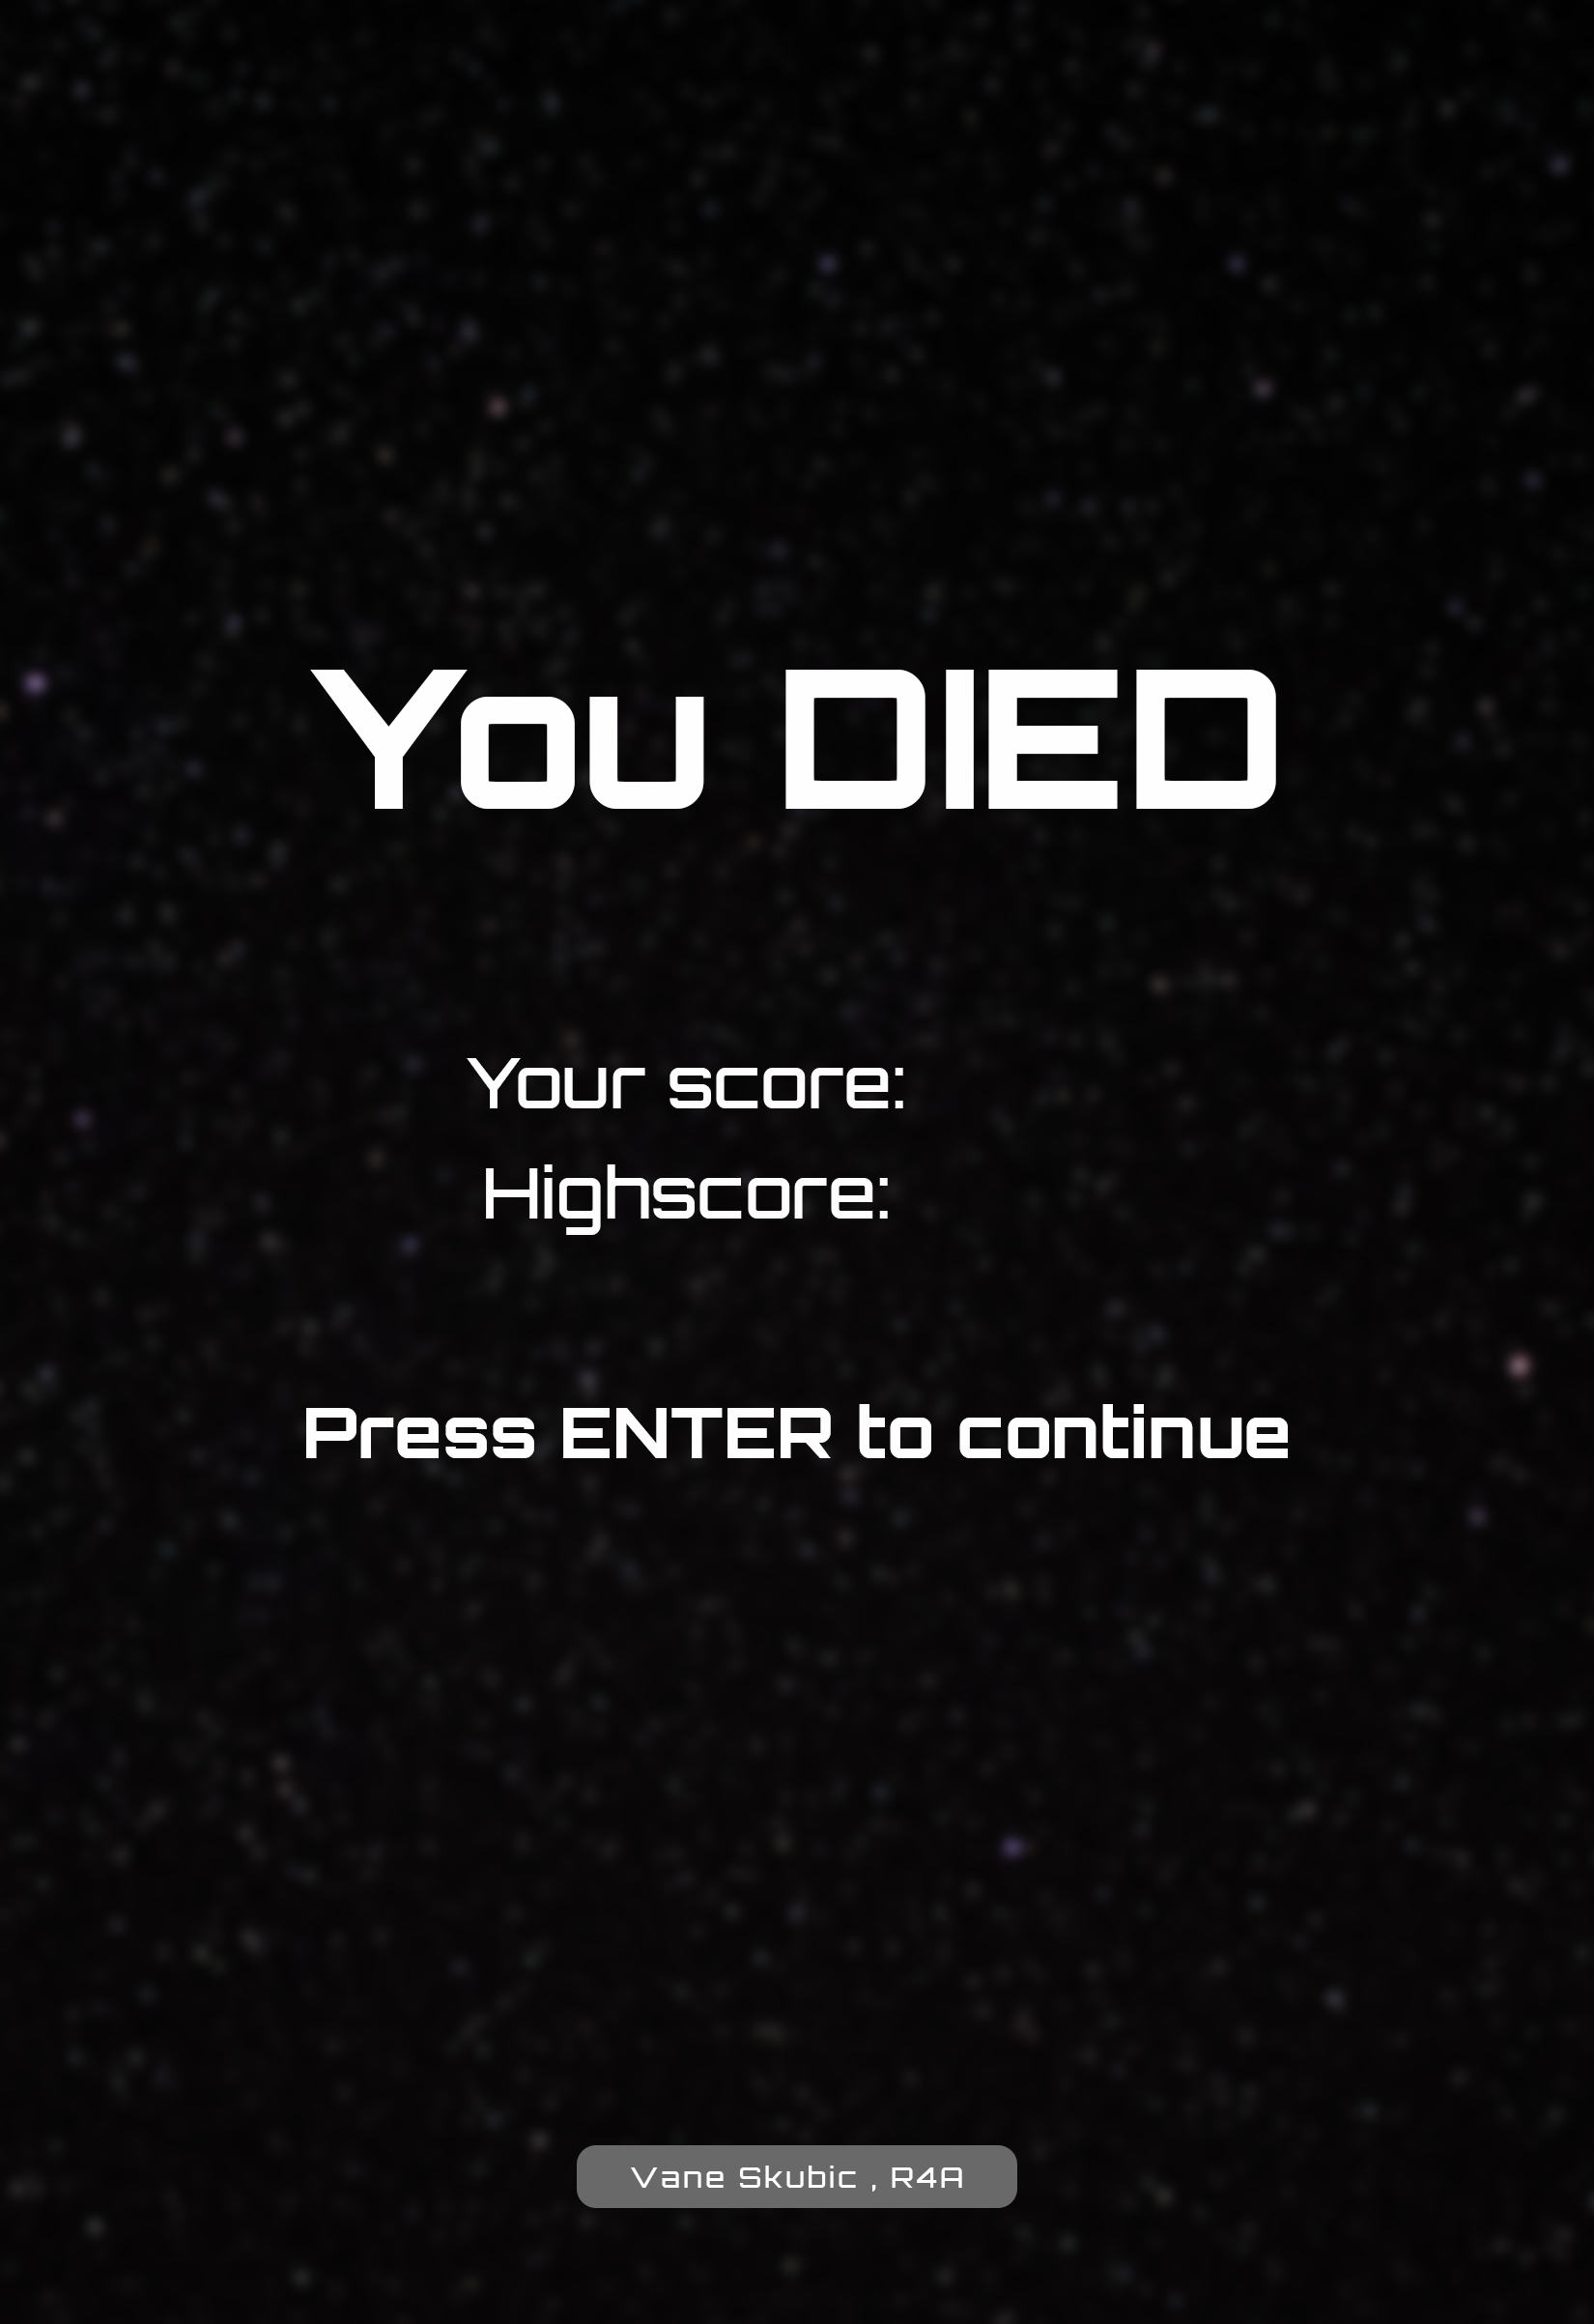 You DIED
Your score:
Highscore:
Press ENTER to continue
Vane Skubic , R4A